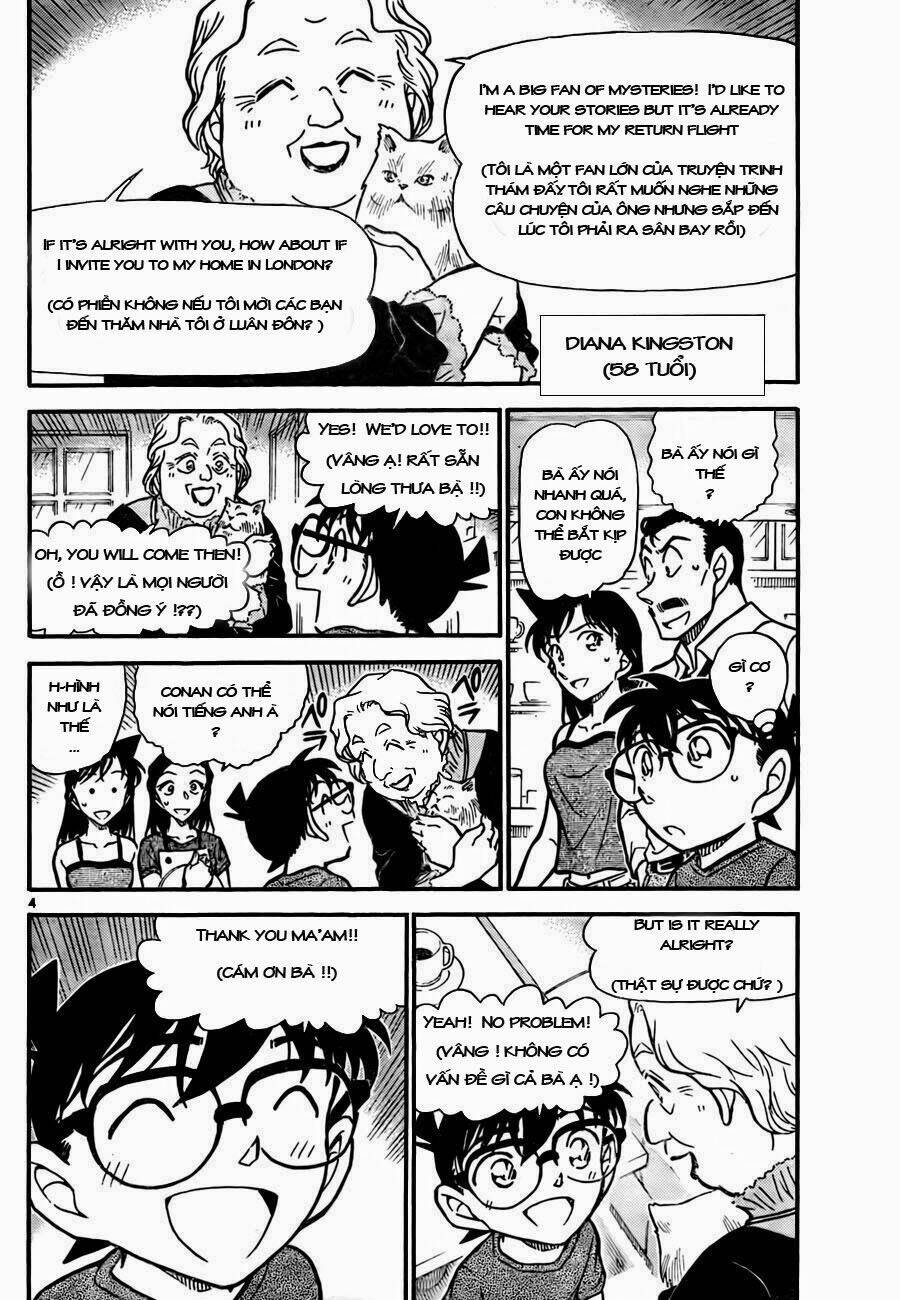 I'M A BIG FAN OF MYSTERIES! I'D LIKE TO
HEAR YOUR STORIES BUT IT'S ALREADY
TIME FOR MY RETURN FLIGHT
(TÔI LÀ MỘT FAN LỚN CỦA TRUYỆN TRINH
THÁM ĐẤY TÔI RẤT MUỐN NGHE NHỮNG
CÂU CHUYỆN CỦA ÔNG NHƯNG SẮP ĐẾN
LÚC TÔI PHẢI RA SÂN BAY RỒI)
IF IT'S ALRIGHT WITH YOU, HOW ABOUT IF
I INVITE YOU TO MY HOME IN LONDON?
(CÓ PHIỀN KHÔNG NẾU TÔI MỜI CÁC BẠN
ĐẾN THĂM NHÀ TÔI Ở LUÂN ĐÔN? )
DIANA KINGSTON
(58 TUỔI)
BÀ ẤY NÓI GÌ
THẾ
?
BÀ ẤY NÓI
NHANH QUÁ,
CON KHÔNG
THỂ BẮT KỊP
ĐƯỢC
GÌ CƠ
?
YES! WE'D LOVE TO!!
(VÂNG Ạ! RẤT SẴN
LÒNG THƯA BÀ !!)
OH, YOU WILL COME THEN!
(Ồ ! VẬY LÀ MỌI NGƯỜI
ĐÃ ĐỒNG Ý !??)
ペロ
ペロ
CONAN CÓ THỂ
NÓI TIẾNG ANH À
?
H-HÌNH
NHƯ LÀ
THẾ
...
4
BUT IS IT REALLY
ALRIGHT?
(THẬT SỰ ĐƯỢC CHỨ? )
YEAH! NO PROBLEM!
(VÂNG ! KHÔNG CÓ
VẤN ĐỀ GÌ CẢ BÀ Ạ !)
THANK YOU MA'AM!!
(CÁM ƠN BÀ !!)